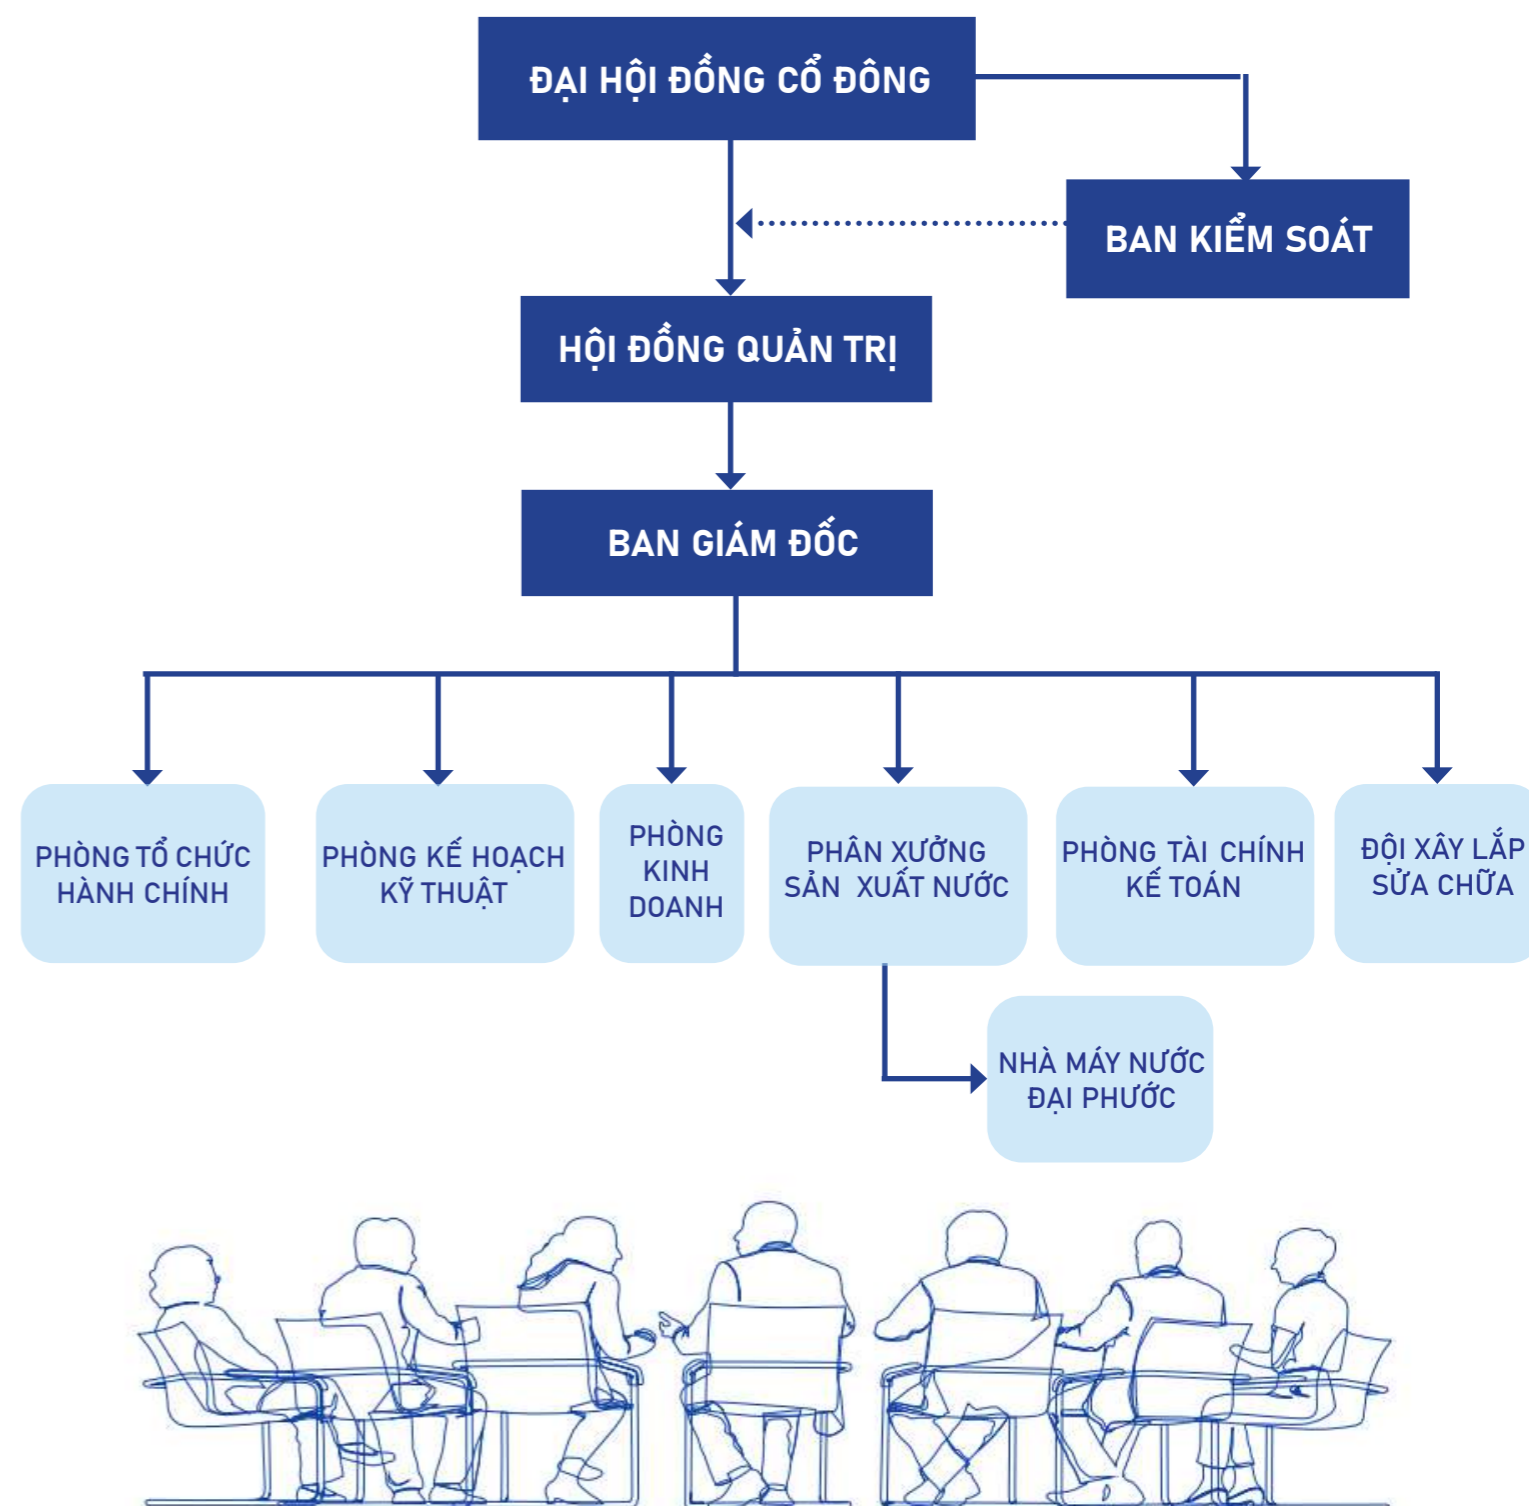 ĐẠI HỘI ĐỒNG CỔ ĐÔNG
BAN KIỂM SOÁT
HỘI ĐỒNG QUẢN TRỊ
BAN GIÁM ĐỐC
PHÒNG TỔ CHỨC
HÀNH CHÍNH
PHÒNG KẾ HOẠCH
KỸ THUẬT
PHÒNG
KINH
DOANH
PHÂN XƯỞNG
SẢN XUẤT NƯỚC
PHÒNG TÀI CHÍNH
KẾ TOÁN
ĐỘI XÂY LẮP
SỬA CHỮA
NHÀ MÁY NƯỚC
ĐẠI PHƯỚC